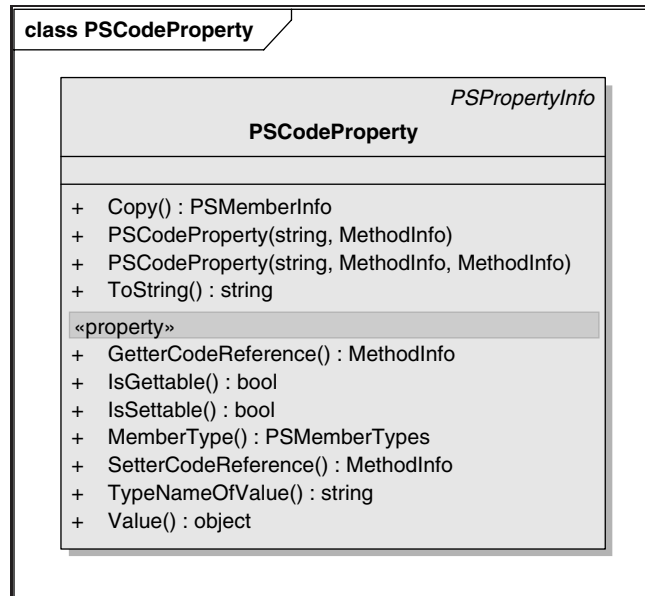 class PSCodeProperty
PSPropertyInfo
PSCodeProperty
+ Copy() : PSMemberInfo
+ PSCodeProperty(string, MethodInfo)
+ PSCodeProperty(string, MethodInfo, MethodInfo)
+ ToString() : string
«property»
+ GetterCodeReference() : MethodInfo
+ IsGettable() : bool
+ IsSettable() : bool
+ MemberType() : PSMemberTypes
+ SetterCodeReference() : MethodInfo
+ TypeNameOfValue() : string
+ Value() : object